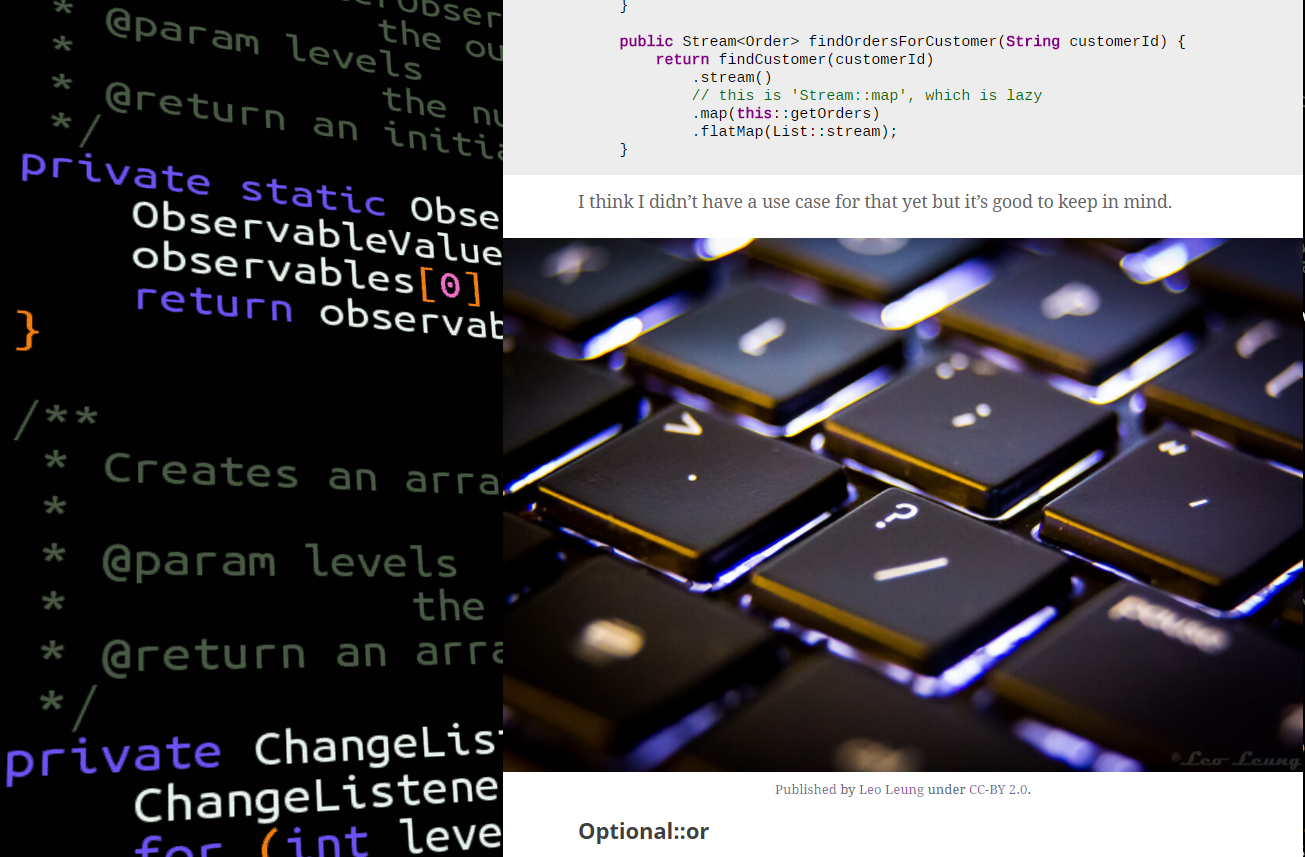 * @param levels
the
* @return an initia
*/
private static Obse
ObservableValue
observables[0]
return observab
}
/**
* Creates an arra
*
* @param levels
the
* @return an arra
*/
private ChangeLis
ChangeListene
for (int leve
}
public Stream<Order> findOrdersForCustomer(String customerId) {
return findCustomer(customerId)
.stream()
// this is 'Stream::map', which is lazy
.map(this::getOrders)
.flatMap(List::stream);
}
I think I didn’t have a use case for that yet but it’s good to keep in mind.
?
/
pause
©Leo Leung
Published by Leo Leung under CC-BY 2.0.
Optional::or